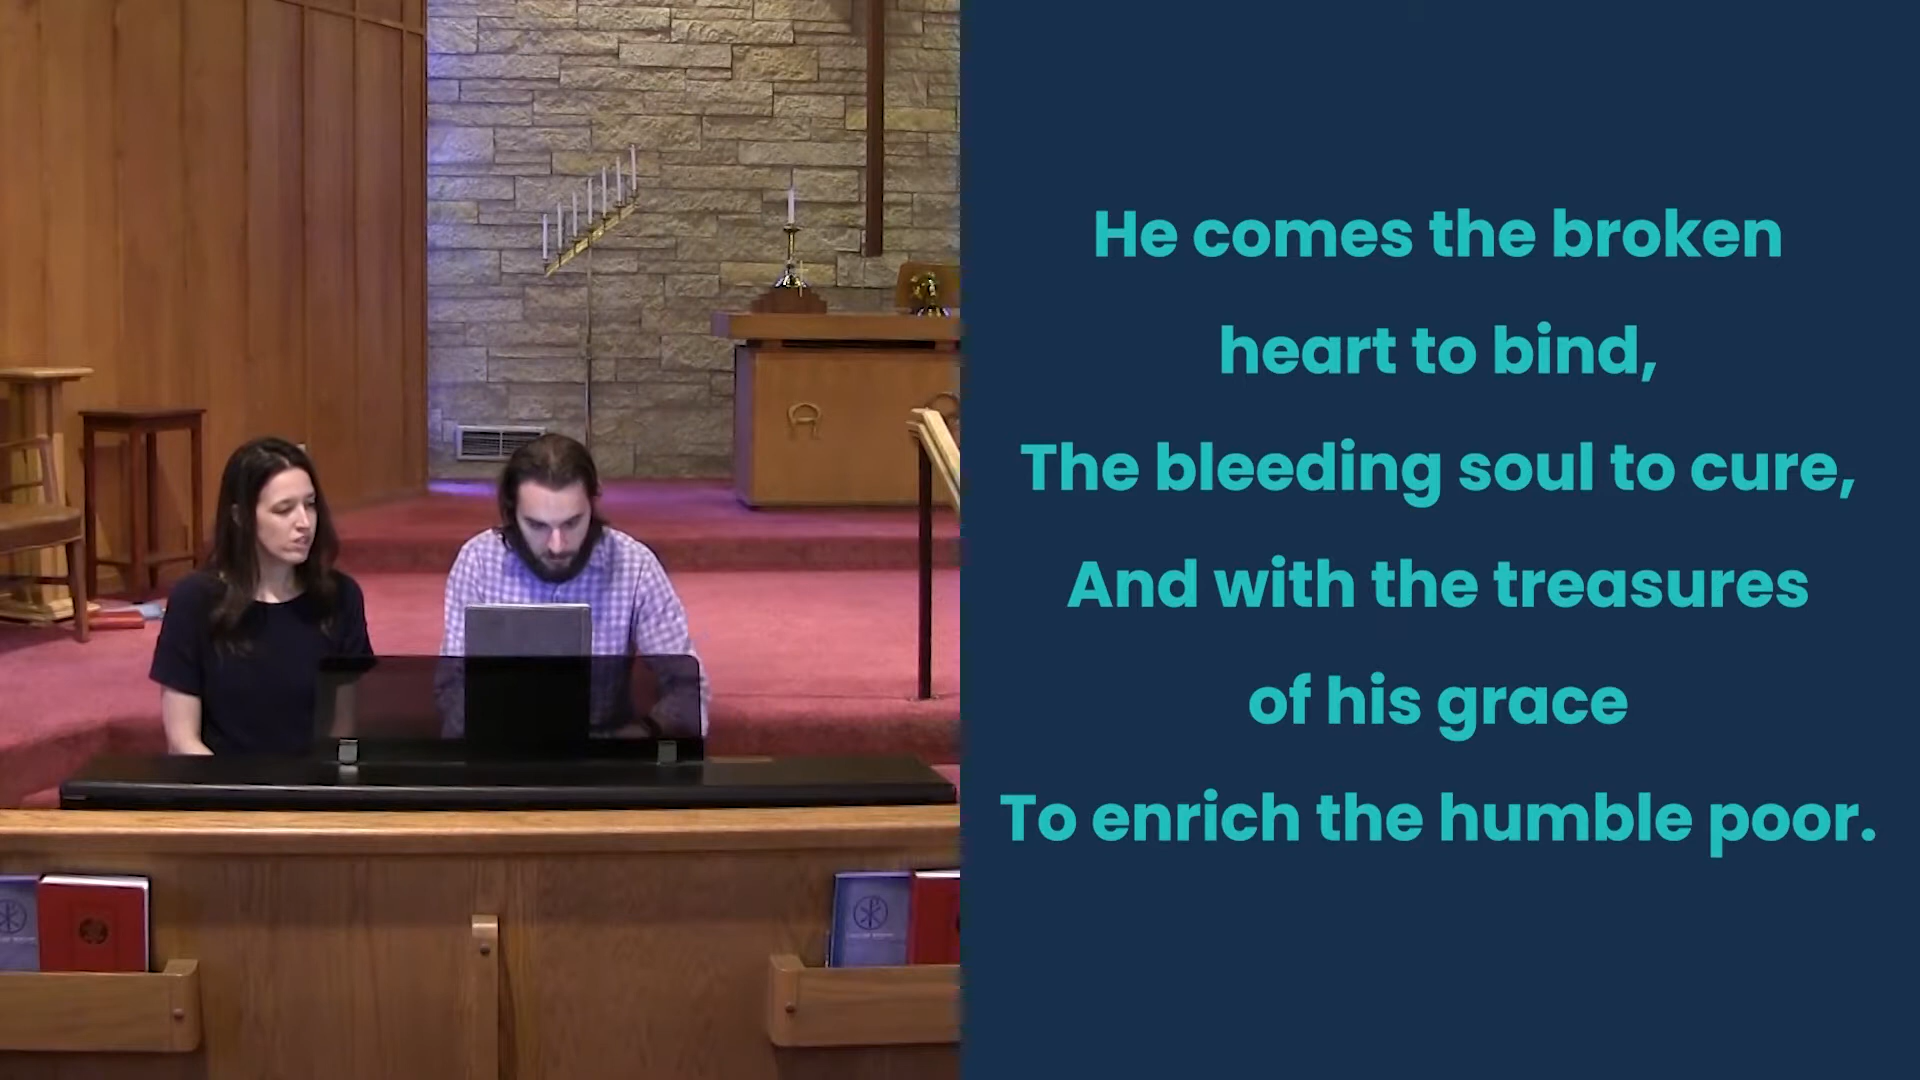 He comes the broken
heart to bind,
The bleeding soul to cure,
And with the treasures
of his grace
To enrich the humble poor.